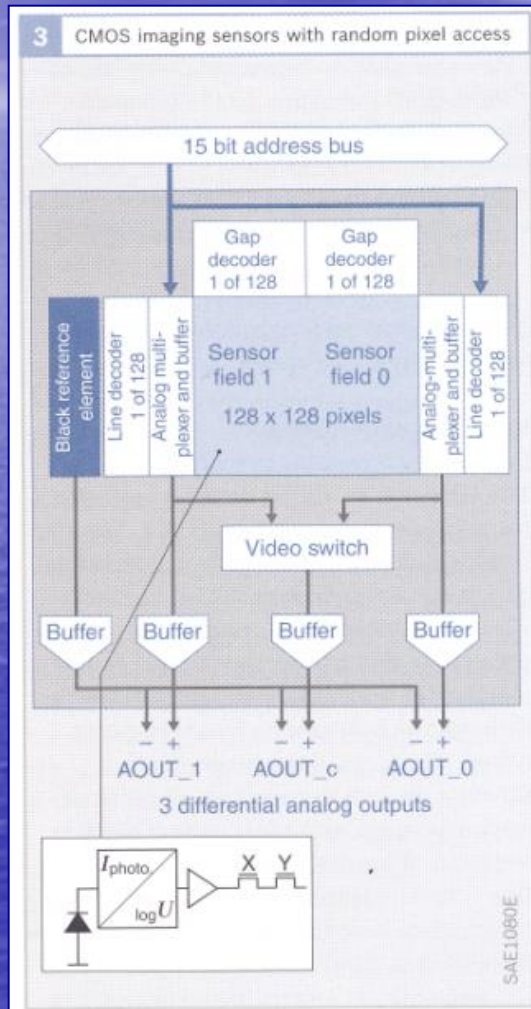 3 CMOS imaging sensors with random pixel access
15 bit address bus
Gap
decoder
1 of 128
Gap
decoder
1 of 128
Black reference
element
Line decoder
1 of 128
Analog multi-
plexer and buffer
Sensor
field 1
Sensor
field 0
128 x 128 pixels
Analog-multi-
plexer and buffer
Line decoder
1 of 128
Video switch
Buffer
Buffer
Buffer
Buffer
– +
– +
– +
AOUT_1
AOUT_c
AOUT_0
3 differential analog outputs
Iphoto
logU
X Y
SAE1080E